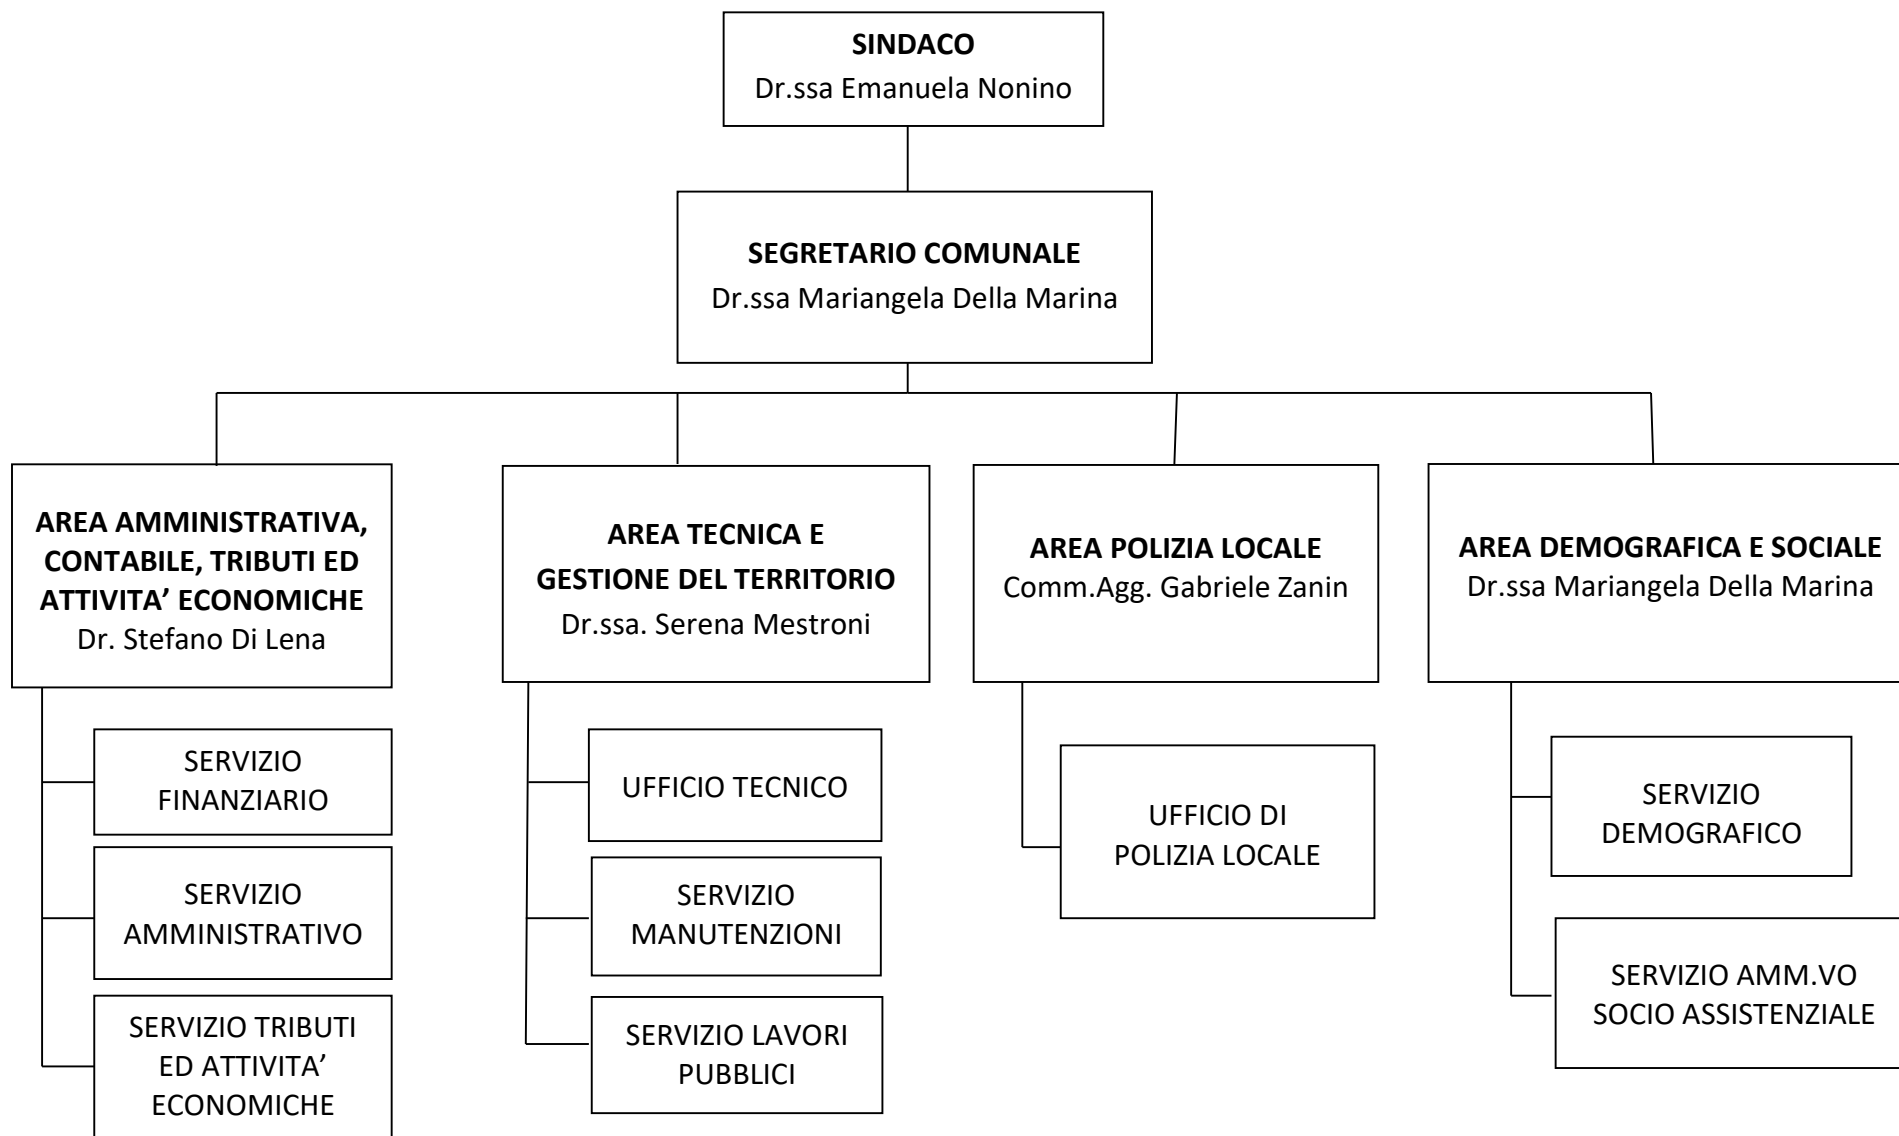 SINDACO
Dr.ssa Emanuela Nonino
SEGRETARIO COMUNALE
Dr.ssa Mariangela Della Marina
AREA AMMINISTRATIVA,
CONTABILE, TRIBUTI ED
ATTIVITA’ ECONOMICHE
Dr. Stefano Di Lena
SERVIZIO
FINANZIARIO
SERVIZIO
AMMINISTRATIVO
SERVIZIO TRIBUTI
ED ATTIVITA’
ECONOMICHE
AREA TECNICA E
GESTIONE DEL TERRITORIO
Dr.ssa. Serena Mestroni
UFFICIO TECNICO
SERVIZIO
MANUTENZIONI
SERVIZIO LAVORI
PUBBLICI
AREA POLIZIA LOCALE
Comm.Agg. Gabriele Zanin
UFFICIO DI
POLIZIA LOCALE
AREA DEMOGRAFICA E SOCIALE
Dr.ssa Mariangela Della Marina
SERVIZIO
DEMOGRAFICO
SERVIZIO AMM.VO
SOCIO ASSISTENZIALE